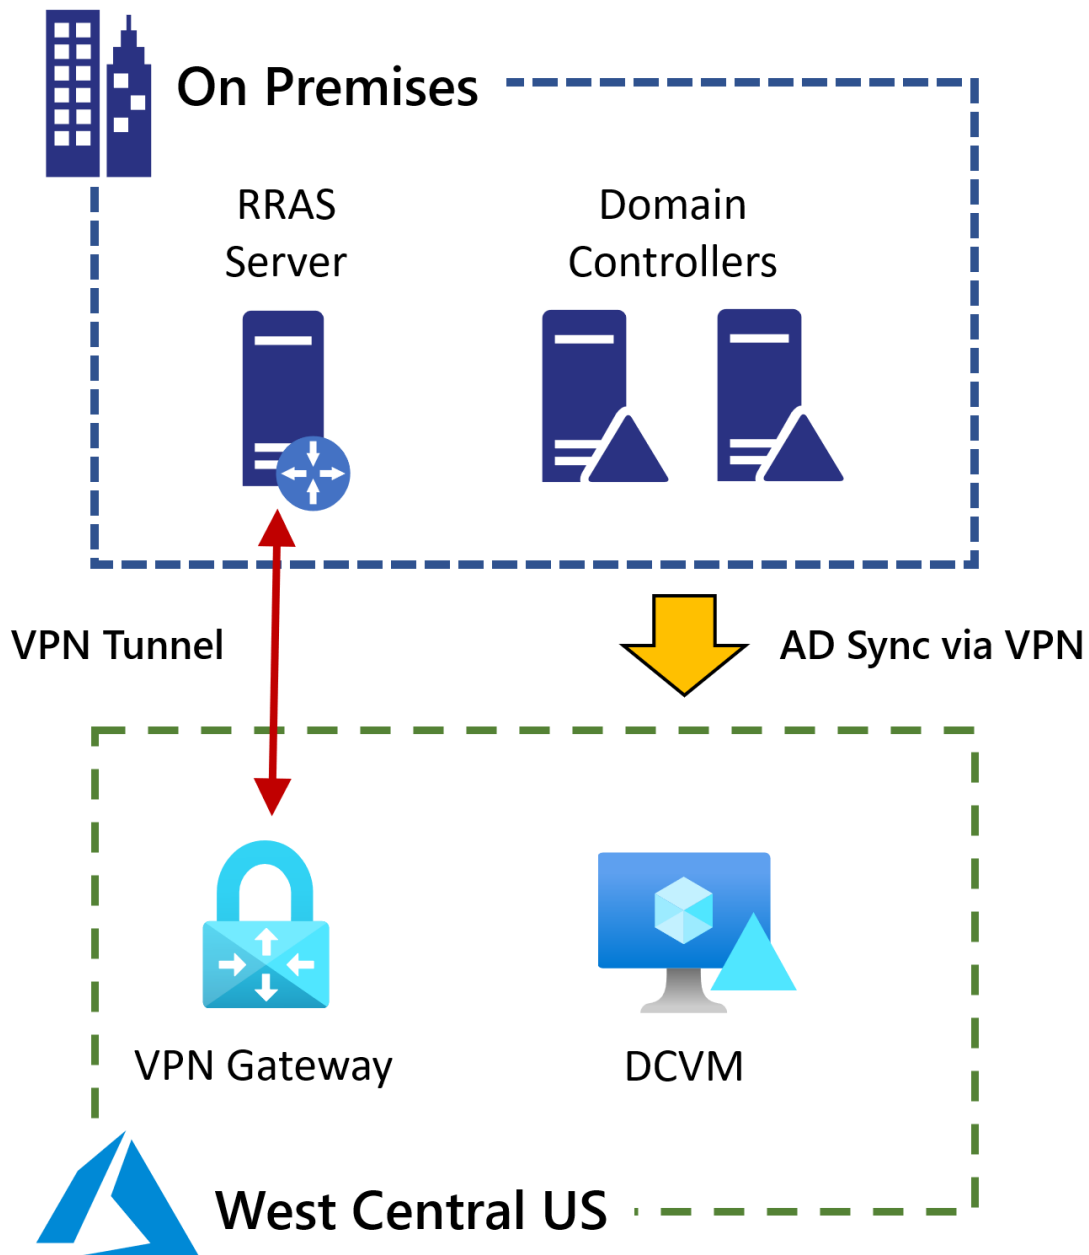 On Premises
RRAS
Server
Domain
Controllers
VPN Tunnel
AD Sync via VPN
VPN Gateway
DCVM
West Central US